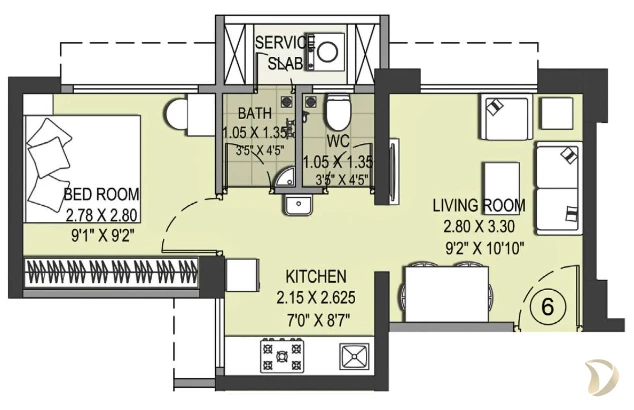 SERVICE
SLAB
BATH
1.05 X 1.35
3'5" X 4'5"
WC
1.05 X 1.35
3'5" X 4'5"
BED ROOM
2.78 X 2.80
9'1" X 9'2"
LIVING ROOM
2.80 X 3.30
9'2" X 10'10"
KITCHEN
2.15 X 2.625
7'0" X 8'7"
6